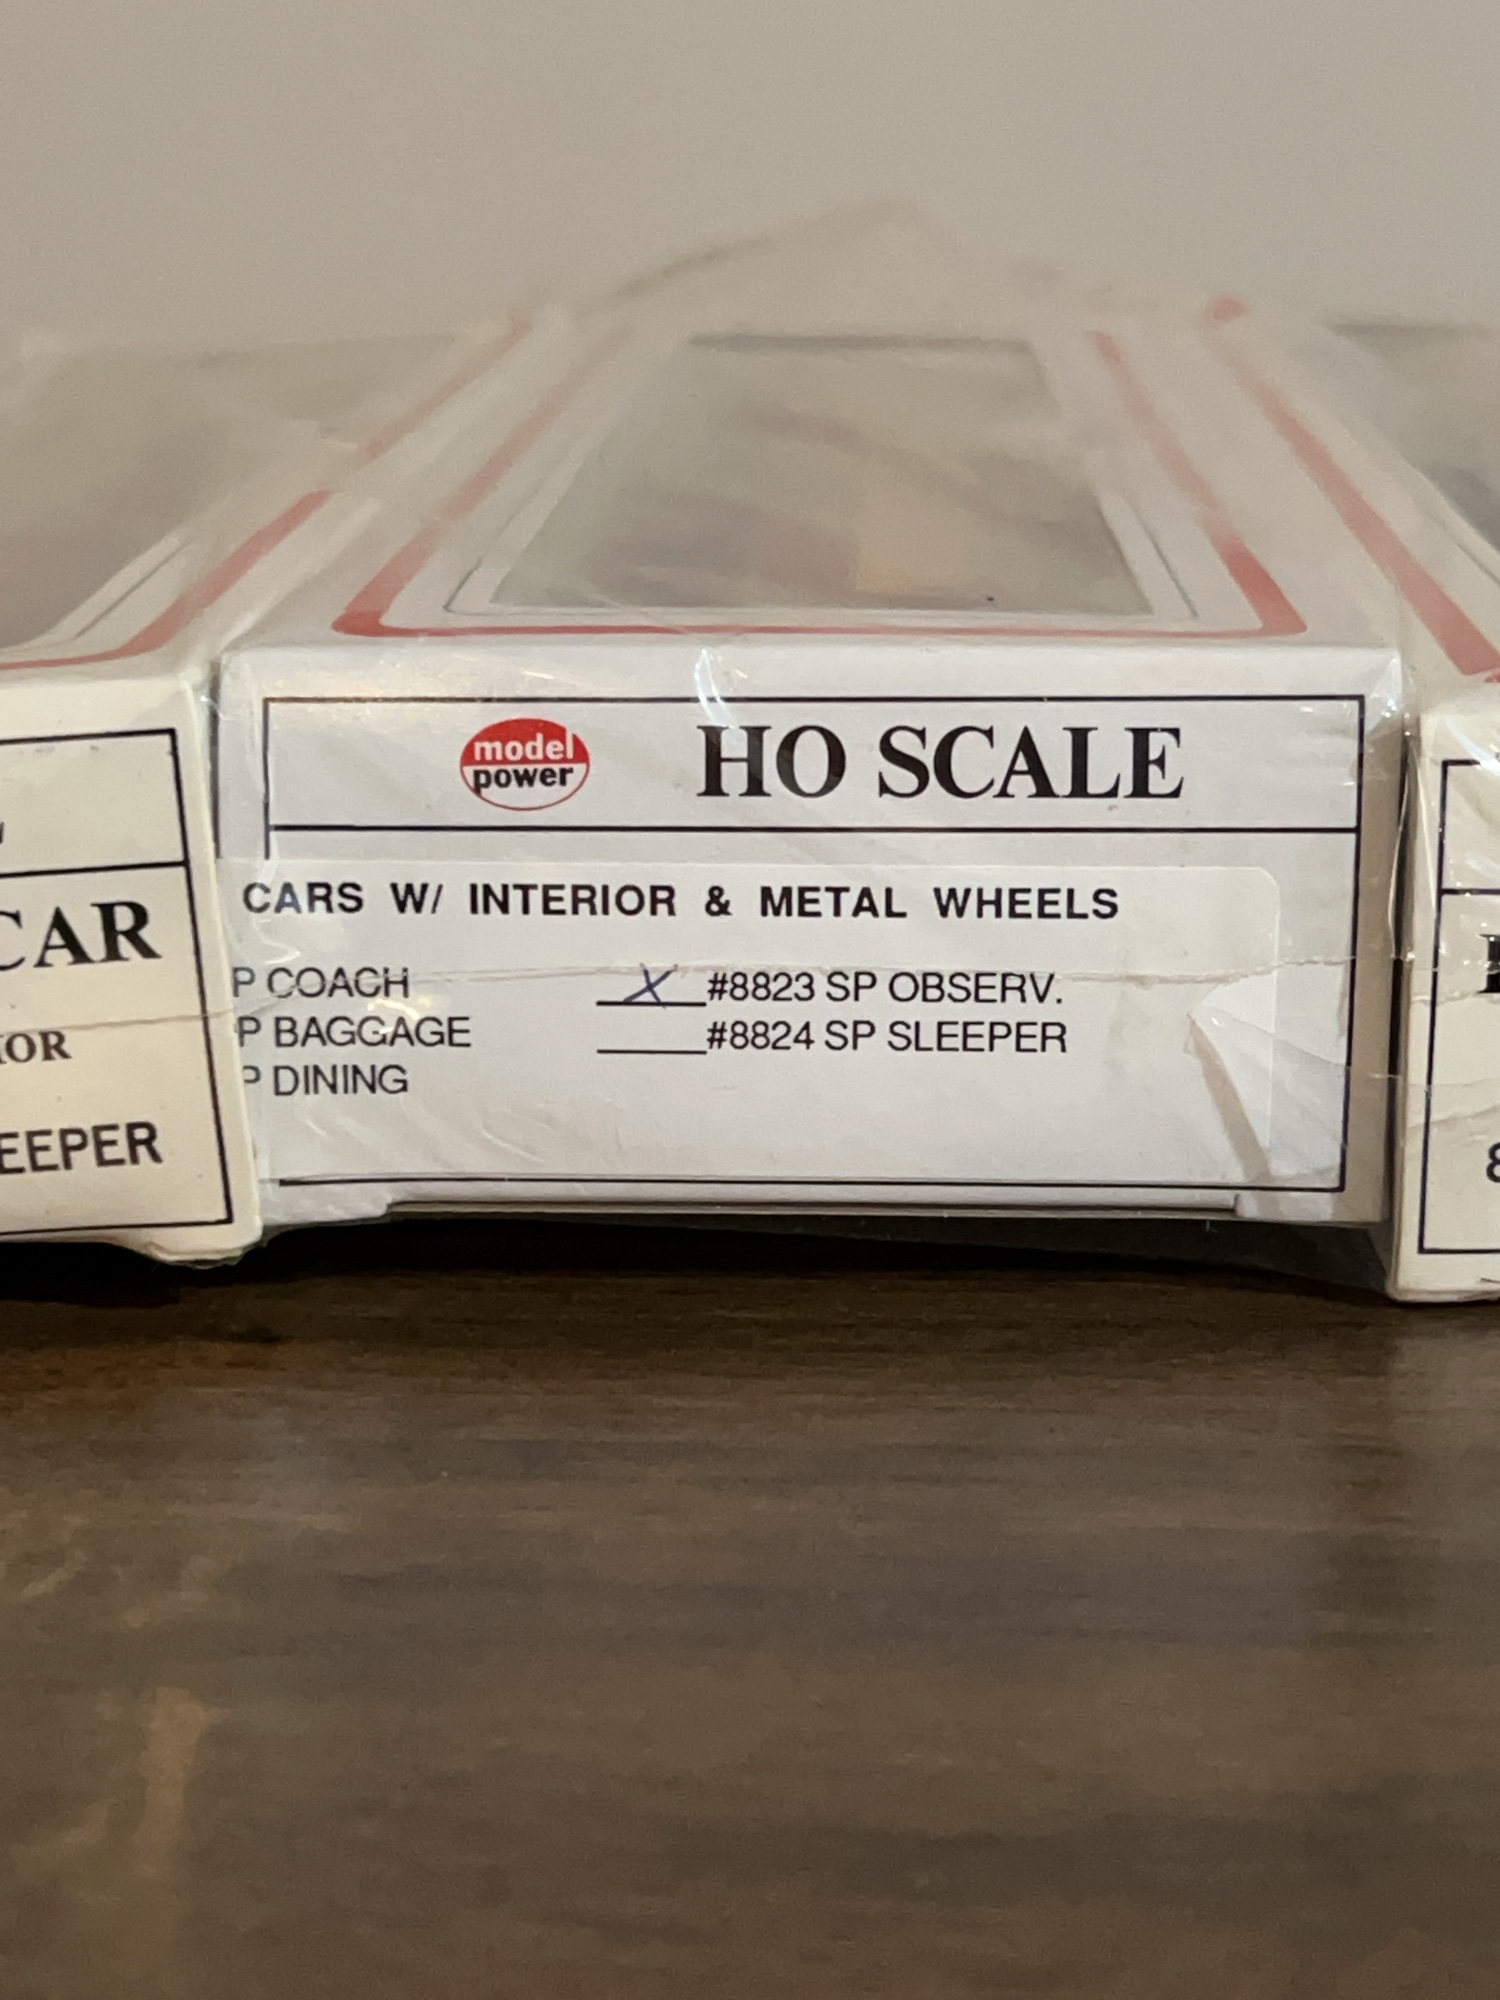 model
power
HO SCALE
CARS W/ INTERIOR & METAL WHEELS
P COACH X #8823 SP OBSERV.
P BAGGAGE #8824 SP SLEEPER
P DINING
CAR
IOR
EEPER
8